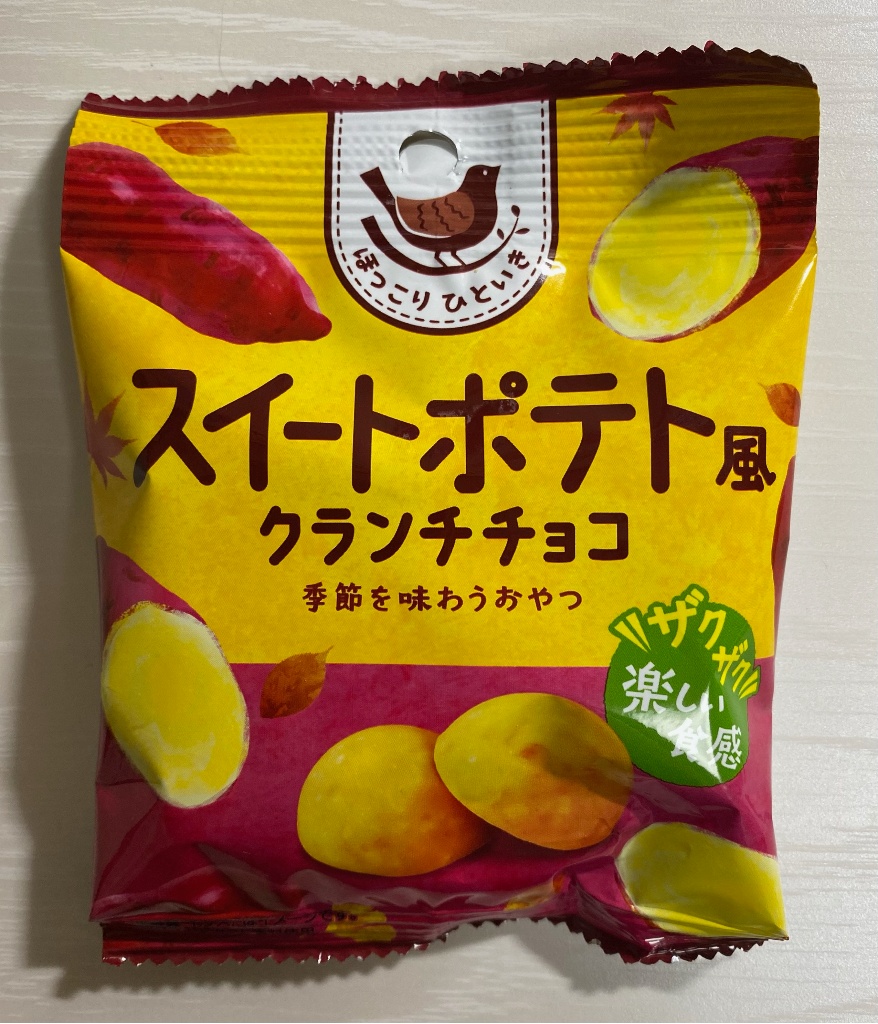 ほっこり ひといき
スイートポテト風
クランチチョコ
季節を味わうおやつ
ザクザク
楽しい
食感